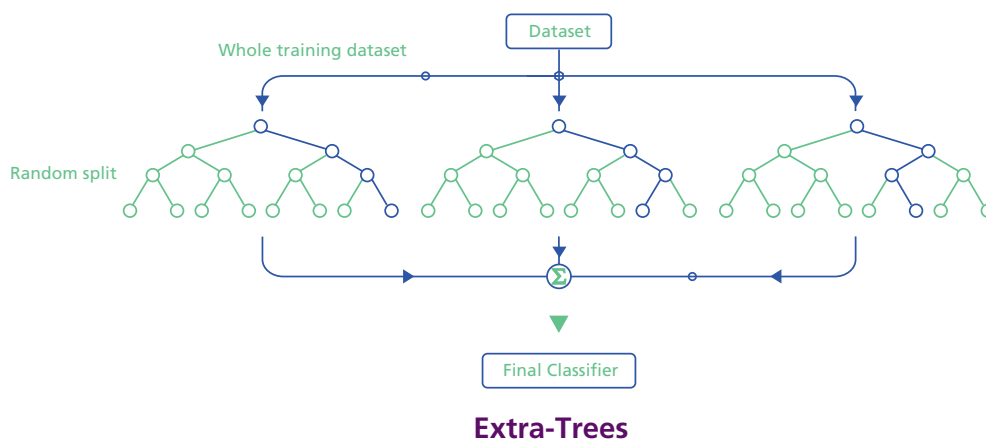 Dataset
Whole training dataset
Random split
Σ
Final Classifier
Extra-Trees